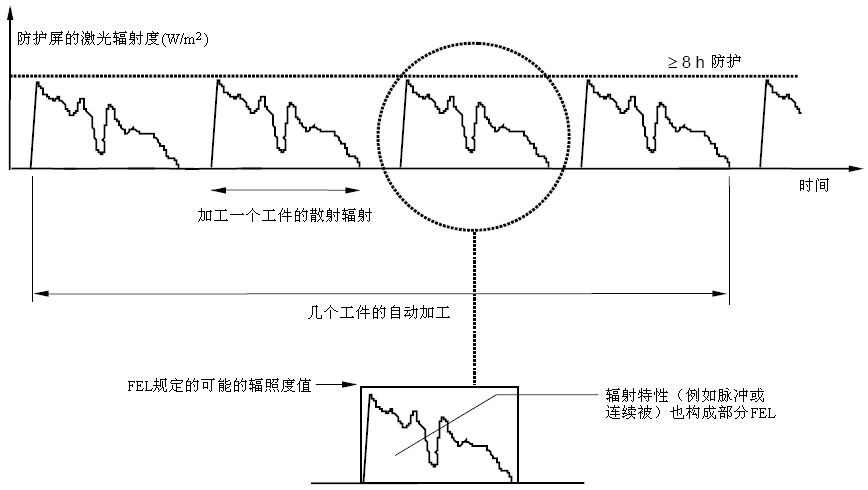 防护屏的激光辐射度(W/m²)
≥8 h 防护
时间
加工一个工件的散射辐射
几个工件的自动加工
FEL规定的可能的辐照度值
辐射特性（例如脉冲或
连续被）也构成部分FEL